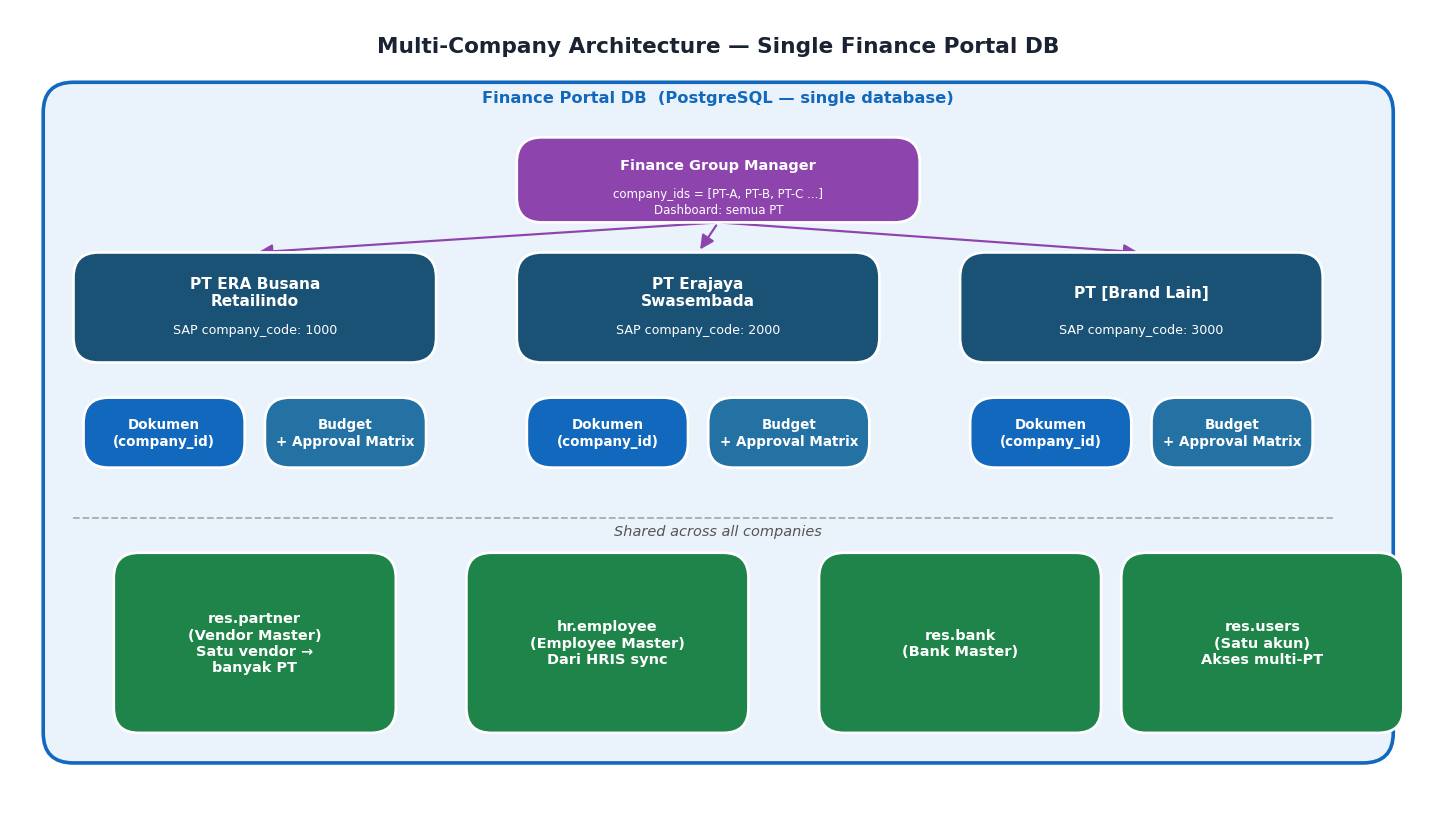 Multi-Company Architecture — Single Finance Portal DB
Finance Portal DB  (PostgreSQL — single database)
Finance Group Manager
company_ids = [PT-A, PT-B, PT-C ...]
Dashboard: semua PT
PT ERA Busana
Retailindo
SAP company_code: 1000
PT Erajaya
Swasembada
SAP company_code: 2000
PT [Brand Lain]
SAP company_code: 3000
Dokumen
(company_id)
Budget
+ Approval Matrix
Dokumen
(company_id)
Budget
+ Approval Matrix
Dokumen
(company_id)
Budget
+ Approval Matrix
Shared across all companies
res.partner
(Vendor Master)
Satu vendor →
banyak PT
hr.employee
(Employee Master)
Dari HRIS sync
res.bank
(Bank Master)
res.users
(Satu akun)
Akses multi-PT